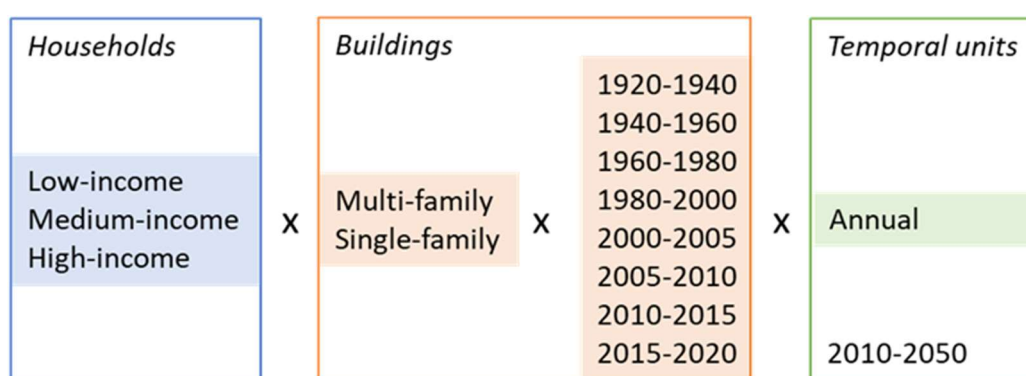 Households
Low-income
Medium-income
High-income
x
Buildings
Multi-family
Single-family
x
1920-1940
1940-1960
1960-1980
1980-2000
2000-2005
2005-2010
2010-2015
2015-2020
x
Temporal units
Annual
2010-2050